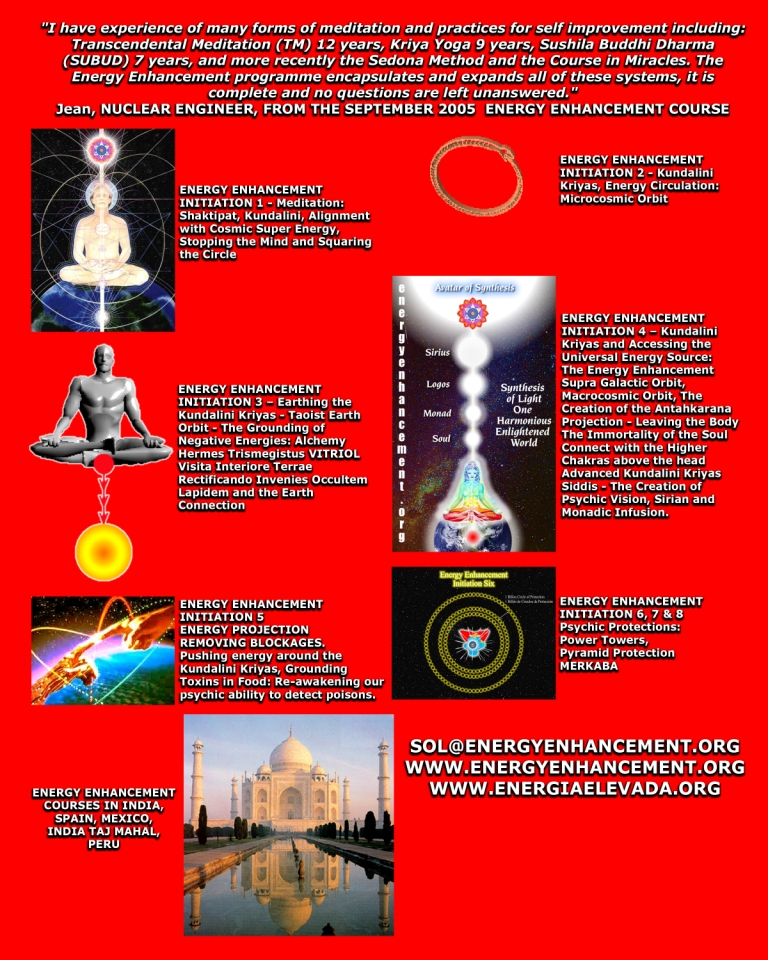 "I have experience of many forms of meditation and practices for self improvement including:
Transcendental Meditation (TM) 12 years, Kriya Yoga 9 years, Sushila Buddhi Dharma
(SUBUD) 7 years, and more recently the Sedona Method and the Course in Miracles. The
Energy Enhancement programme encapsulates and expands all of these systems, it is
complete and no questions are left unanswered."
Jean, NUCLEAR ENGINEER, FROM THE SEPTEMBER 2005 ENERGY ENHANCEMENT COURSE
ENERGY ENHANCEMENT
INITIATION 1 - Meditation:
Shaktipat, Kundalini, Alignment
with Cosmic Super Energy,
Stopping the Mind and Squaring
the Circle
ENERGY ENHANCEMENT
INITIATION 2 - Kundalini
Kriyas, Energy Circulation:
Microcosmic Orbit
ENERGY ENHANCEMENT
INITIATION 3 – Earthing the
Kundalini Kriyas - Taoist Earth
Orbit - The Grounding of
Negative Energies: Alchemy
Hermes Trismegistus VITRIOL
Visita Interiore Terrae
Rectificando Invenies Occultem
Lapidem and the Earth
Connection
energyenhancement.org
Avatar of Synthesis
Sirius
Logos
Monad
Soul
Synthesis
of Light
One
Harmonious
Enlightened
World
ENERGY ENHANCEMENT
INITIATION 4 – Kundalini
Kriyas and Accessing the
Universal Energy Source:
The Energy Enhancement
Supra Galactic Orbit,
Macrocosmic Orbit, The
Creation of the Antahkarana
Projection - Leaving the Body
The Immortality of the Soul
Connect with the Higher
Chakras above the head
Advanced Kundalini Kriyas
Siddis - The Creation of
Psychic Vision, Sirian and
Monadic Infusion.
ENERGY ENHANCEMENT
INITIATION 5
ENERGY PROJECTION
REMOVING BLOCKAGES.
Pushing energy around the
Kundalini Kriyas, Grounding
Toxins in Food: Re-awakening our
psychic ability to detect poisons.
Energy Enhancement
Initiation Six
ENERGY ENHANCEMENT
INITIATION 6, 7 & 8
Psychic Protections:
Power Towers,
Pyramid Protection
MERKABA
ENERGY ENHANCEMENT
COURSES IN INDIA,
SPAIN, MEXICO,
INDIA TAJ MAHAL,
PERU
SOL@ENERGYENHANCEMENT.ORG
WWW.ENERGYENHANCEMENT.ORG
WWW.ENERGIAELEVADA.ORG